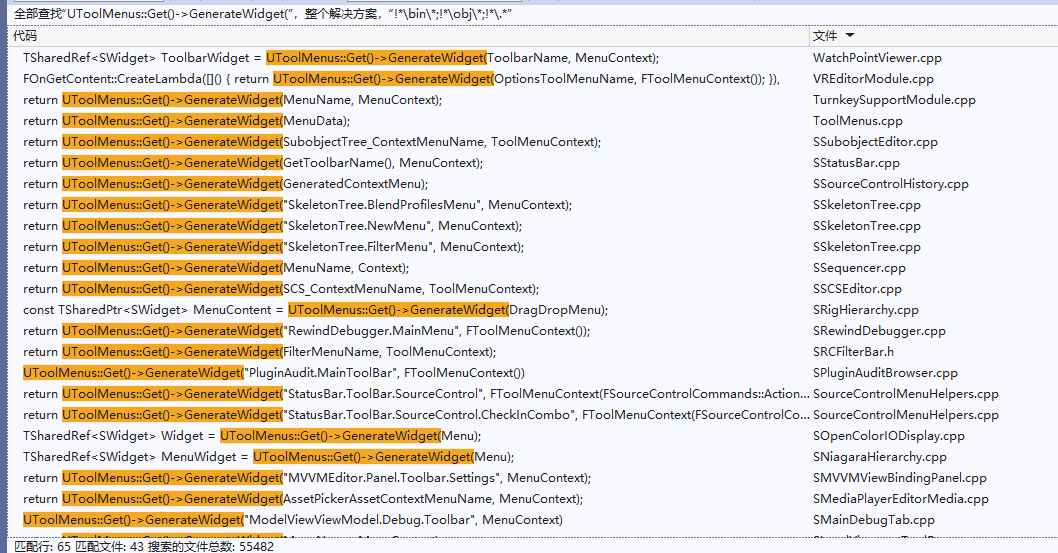 全部查找“UToolMenus::Get()->GenerateWidget(”，整个解决方案，“!*\bin\*;!*\obj\*;!*\.*”
代码 文件
TSharedRef<SWidget> ToolbarWidget = UToolMenus::Get()->GenerateWidget(ToolbarName, MenuContext); WatchPointViewer.cpp
FOnGetContent::CreateLambda([]() { return UToolMenus::Get()->GenerateWidget(OptionsToolMenuName, FToolMenuContext()); }), VREditorModule.cpp
return UToolMenus::Get()->GenerateWidget(MenuName, MenuContext); TurnkeySupportModule.cpp
return UToolMenus::Get()->GenerateWidget(MenuData); ToolMenus.cpp
return UToolMenus::Get()->GenerateWidget(SubobjectTree_ContextMenuName, ToolMenuContext); SSubobjectEditor.cpp
return UToolMenus::Get()->GenerateWidget(GetToolbarName(), MenuContext); SStatusBar.cpp
return UToolMenus::Get()->GenerateWidget(GeneratedContextMenu); SSourceControlHistory.cpp
return UToolMenus::Get()->GenerateWidget("SkeletonTree.BlendProfilesMenu", MenuContext); SSkeletonTree.cpp
return UToolMenus::Get()->GenerateWidget("SkeletonTree.NewMenu", MenuContext); SSkeletonTree.cpp
return UToolMenus::Get()->GenerateWidget("SkeletonTree.FilterMenu", MenuContext); SSkeletonTree.cpp
return UToolMenus::Get()->GenerateWidget(MenuName, Context); SSequencer.cpp
return UToolMenus::Get()->GenerateWidget(SCS_ContextMenuName, ToolMenuContext); SSCSEditor.cpp
const TSharedPtr<SWidget> MenuContent = UToolMenus::Get()->GenerateWidget(DragDropMenu); SRigHierarchy.cpp
return UToolMenus::Get()->GenerateWidget("RewindDebugger.MainMenu", FToolMenuContext()); SRewindDebugger.cpp
return UToolMenus::Get()->GenerateWidget(FilterMenuName, ToolMenuContext); SRCFilterBar.h
UToolMenus::Get()->GenerateWidget("PluginAudit.MainToolBar", FToolMenuContext()) SPluginAuditBrowser.cpp
return UToolMenus::Get()->GenerateWidget("StatusBar.ToolBar.SourceControl", FToolMenuContext(FSourceControlCommands::Action... SourceControlMenuHelpers.cpp
return UToolMenus::Get()->GenerateWidget("StatusBar.ToolBar.SourceControl.CheckInCombo", FToolMenuContext(FSourceControlCo... SourceControlMenuHelpers.cpp
TSharedRef<SWidget> Widget = UToolMenus::Get()->GenerateWidget(Menu); SOpenColorIODisplay.cpp
TSharedRef<SWidget> MenuWidget = UToolMenus::Get()->GenerateWidget(Menu); SNiagaraHierarchy.cpp
return UToolMenus::Get()->GenerateWidget("MVVMEditor.Panel.Toolbar.Settings", MenuContext); SMVVMViewBindingPanel.cpp
return UToolMenus::Get()->GenerateWidget(AssetPickerAssetContextMenuName, MenuContext); SMediaPlayerEditorMedia.cpp
UToolMenus::Get()->GenerateWidget("ModelViewViewModel.Debug.Toolbar", MenuContext) SMainDebugTab.cpp
匹配行: 65 匹配文件: 43 搜索的文件总数: 55482